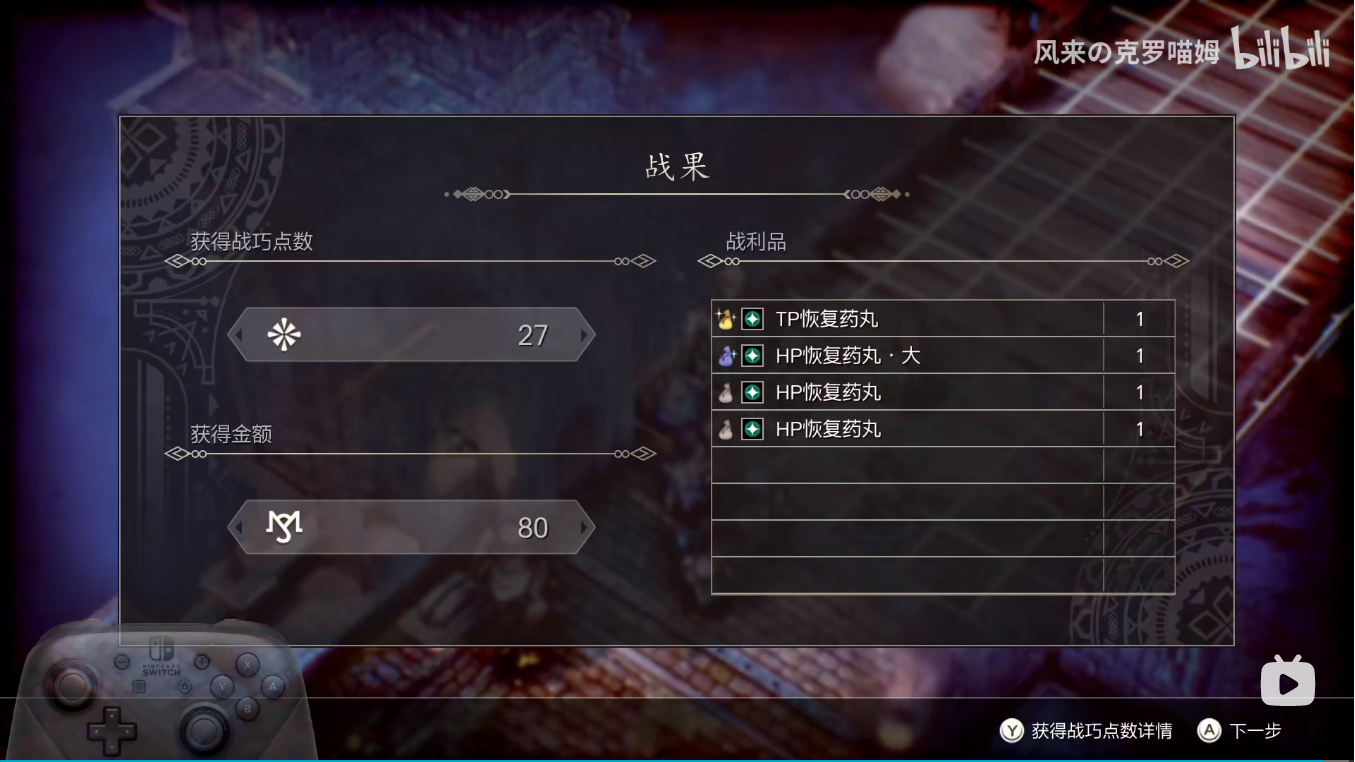 风来の克罗喵姆 bilibili
战果
获得战巧点数
27
获得金额
80
战利品
TP恢复药丸 1
HP恢复药丸·大 1
HP恢复药丸 1
HP恢复药丸 1
NINTENDO
SWITCH
X
Y
A
B
Y 获得战巧点数详情 A 下一步